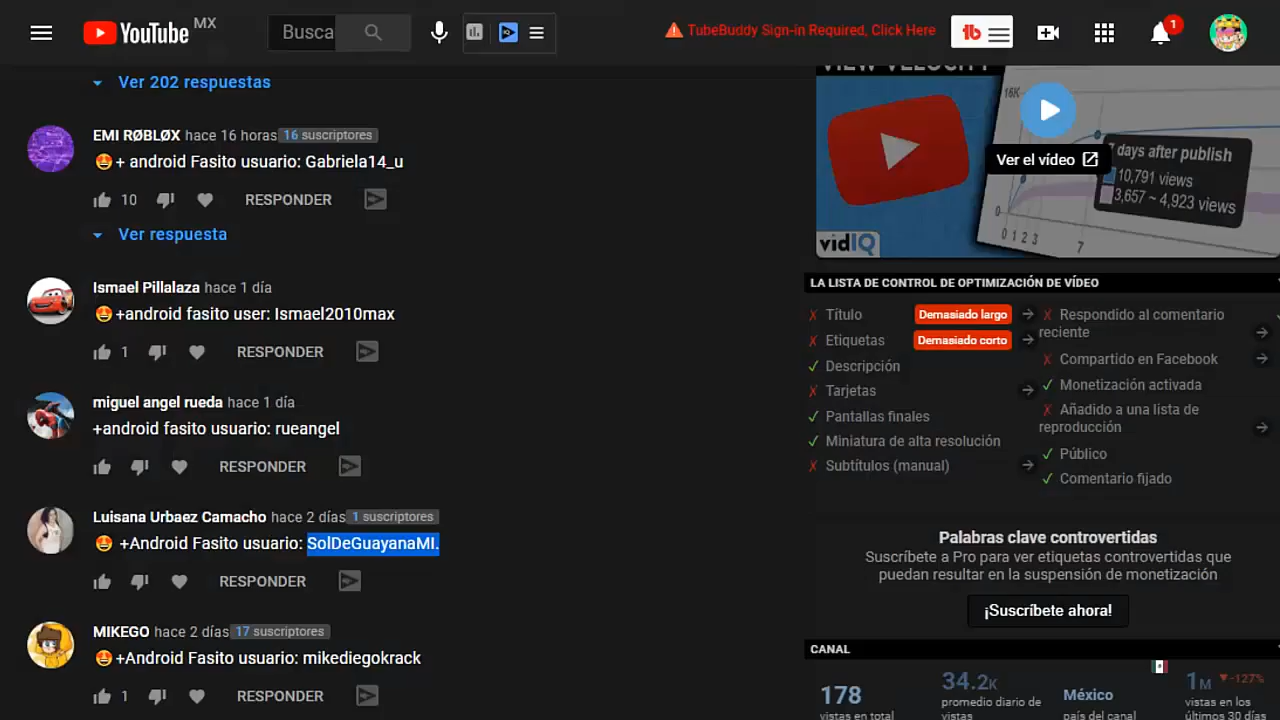 YouTube MX
Busca
TubeBuddy Sign-in Required, Click Here
tb
1
Ver 202 respuestas
EMI RØBLØX hace 16 horas 16 suscriptores
🤩+ android Fasito usuario: Gabriela14_u
10 RESPONDER
Ver respuesta
Ismael Pillalaza hace 1 día
🤩+android fasito user: Ismael2010max
1 RESPONDER
miguel angel rueda hace 1 día
+android fasito usuario: rueangel
RESPONDER
Luisana Urbaez Camacho hace 2 días 1 suscriptores
🤩 +Android Fasito usuario: SolDeGuayanaMI.
RESPONDER
MIKEGO hace 2 días 17 suscriptores
🤩+Android Fasito usuario: mikediegokrack
1 RESPONDER
VIEW VELOCITY
16K
Ver el vídeo
7 days after publish
10,791 views
3,657 ~ 4,923 views
0
0 1 2 3 7
vidIQ
LA LISTA DE CONTROL DE OPTIMIZACIÓN DE VÍDEO
✗ Título Demasiado largo
✗ Etiquetas Demasiado corto
✓ Descripción
✗ Tarjetas
✓ Pantallas finales
✓ Miniatura de alta resolución
✗ Subtítulos (manual)
✗ Respondido al comentario
reciente
✗ Compartido en Facebook
✓ Monetización activada
✗ Añadido a una lista de
reproducción
✓ Público
✓ Comentario fijado
Palabras clave controvertidas
Suscríbete a Pro para ver etiquetas controvertidas que
puedan resultar en la suspensión de monetización
¡Suscríbete ahora!
CANAL
178
vistas en total
34.2K
promedio diario de
vistas
México
país del canal
1M ▼-127%
vistas en los
últimos 30 días